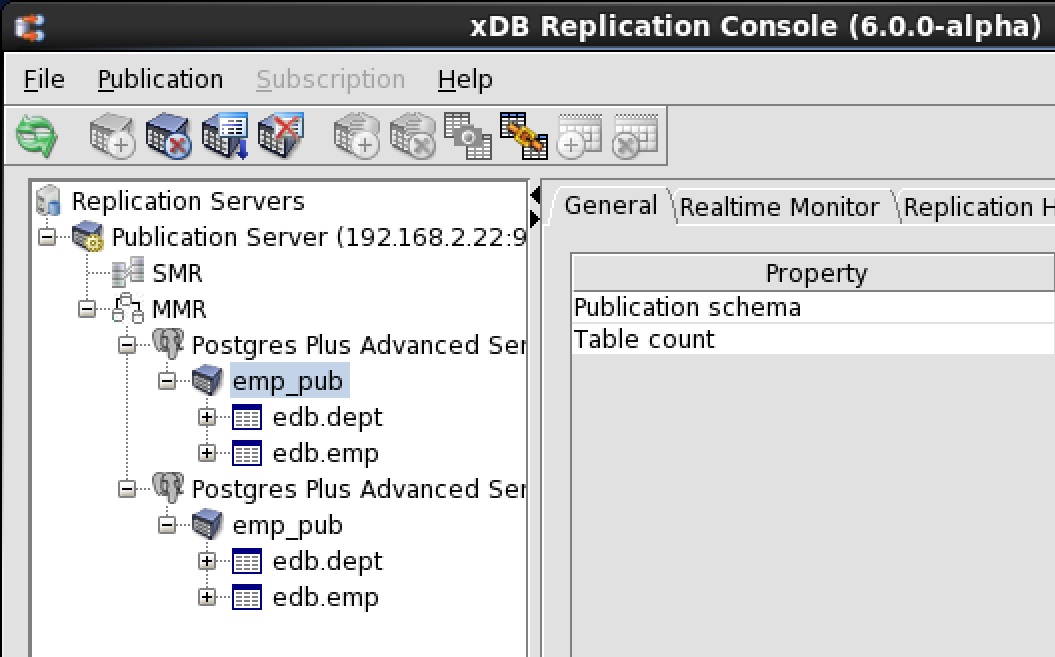 xDB Replication Console (6.0.0-alpha)
File Publication Subscription Help
Replication Servers
Publication Server (192.168.2.22:9
SMR
MMR
Postgres Plus Advanced Ser
emp_pub
edb.dept
edb.emp
Postgres Plus Advanced Ser
emp_pub
edb.dept
edb.emp
General Realtime Monitor Replication H
Property
Publication schema
Table count